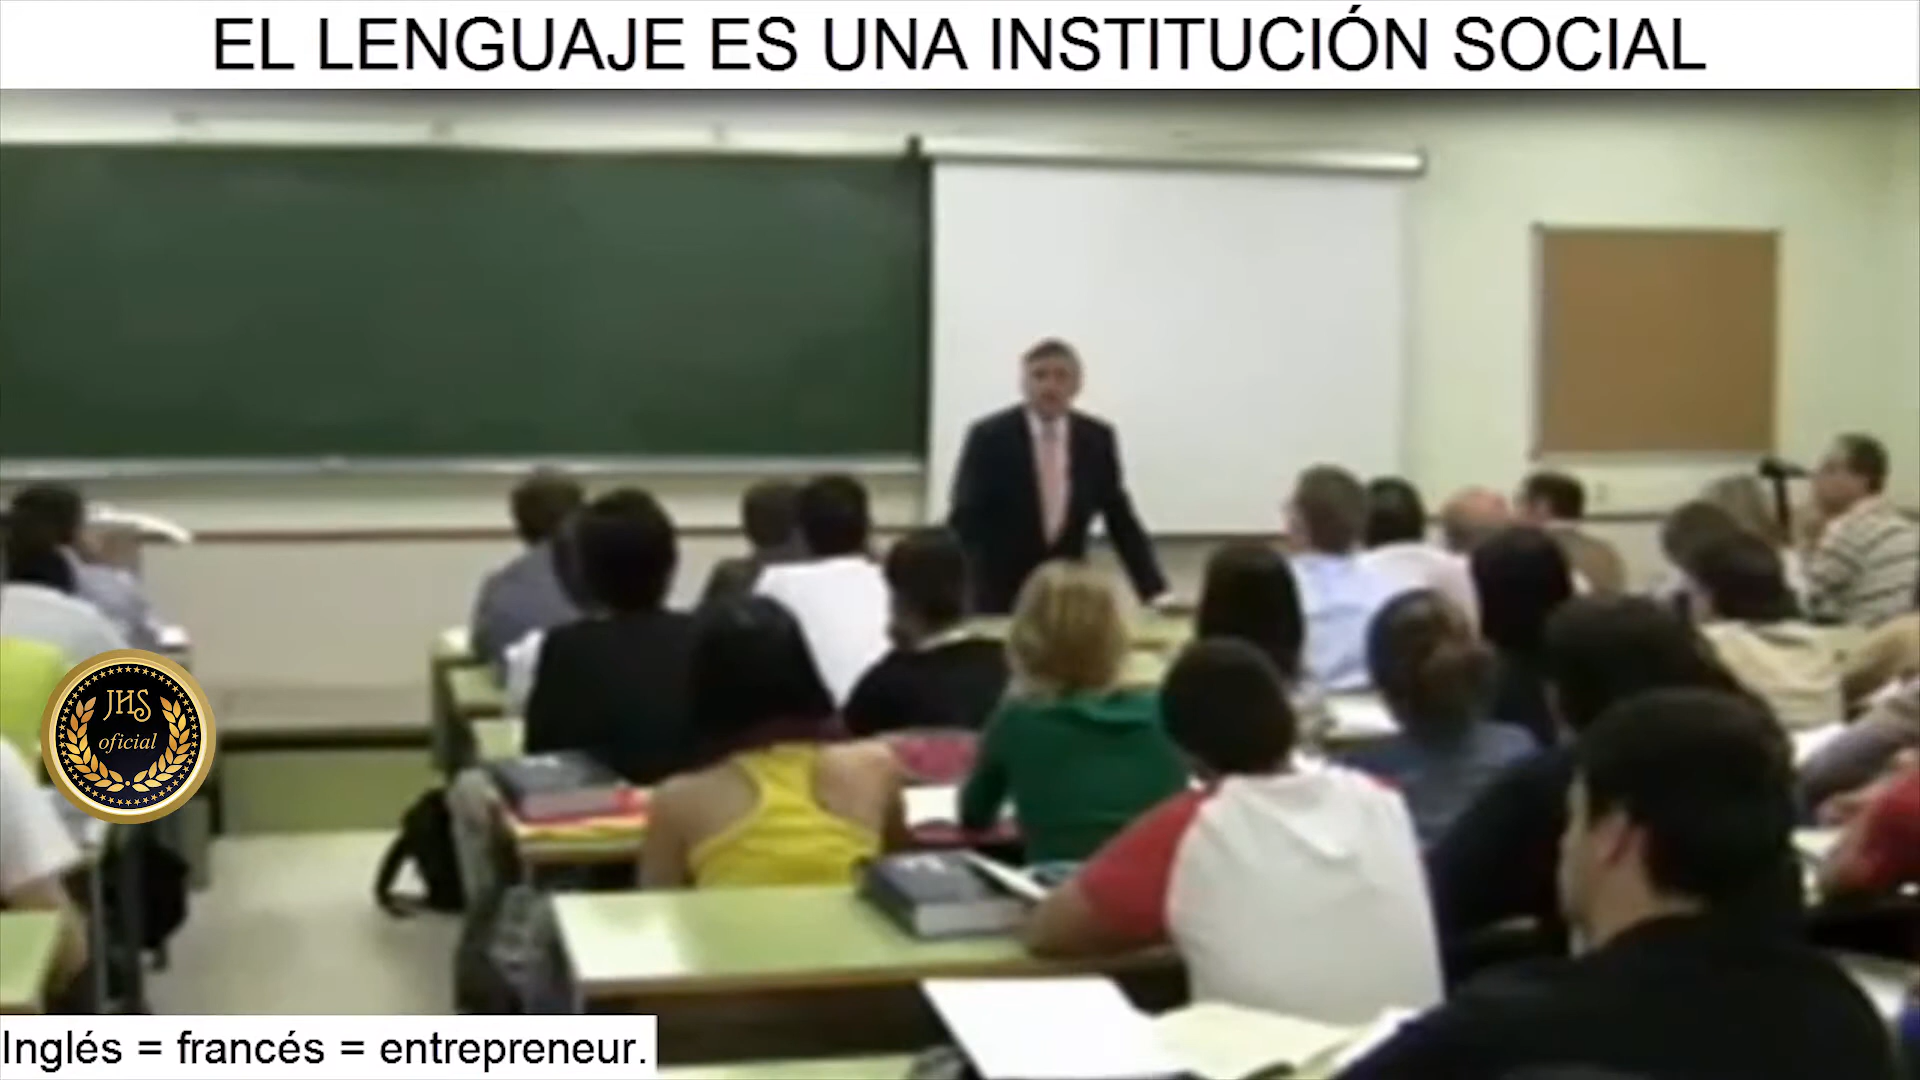 EL LENGUAJE ES UNA INSTITUCIÓN SOCIAL
JHS
oficial
Inglés = francés = entrepreneur.